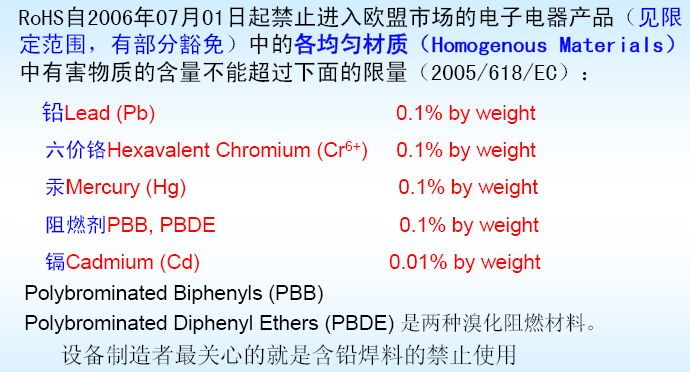 RoHS自2006年07月01日起禁止进入欧盟市场的电子电器产品（见限
定范围，有部分豁免）中的各均匀材质（Homogenous Materials）
中有害物质的含量不能超过下面的限量（2005/618/EC）：
铅Lead (Pb) 0.1% by weight
六价铬Hexavalent Chromium (Cr6+) 0.1% by weight
汞Mercury (Hg) 0.1% by weight
阻燃剂PBB, PBDE 0.1% by weight
镉Cadmium (Cd) 0.01% by weight
Polybrominated Biphenyls (PBB)
Polybrominated Diphenyl Ethers (PBDE) 是两种溴化阻燃材料。
设备制造者最关心的就是含铅焊料的禁止使用